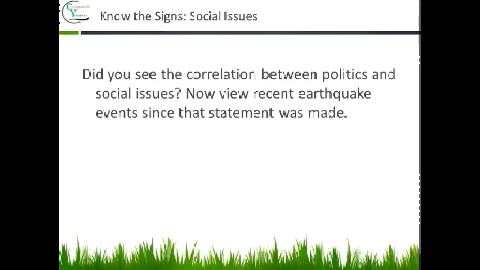 Know the Signs: Social Issues
Did you see the correlation between politics and
social issues? Now view recent earthquake
events since that statement was made.